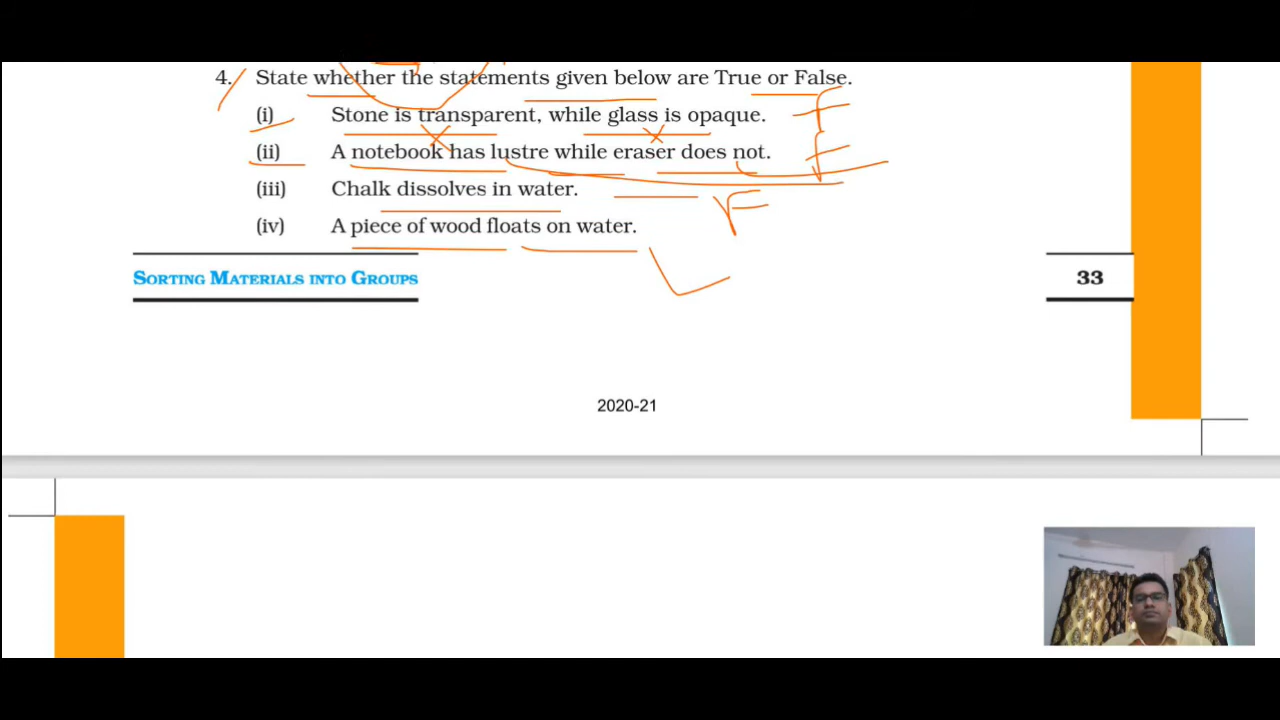 4. State whether the statements given below are True or False.
(i) Stone is transparent, while glass is opaque. F
(ii) A notebook has lustre while eraser does not. F
(iii) Chalk dissolves in water. F
(iv) A piece of wood floats on water.
SORTING MATERIALS INTO GROUPS 33
2020-21